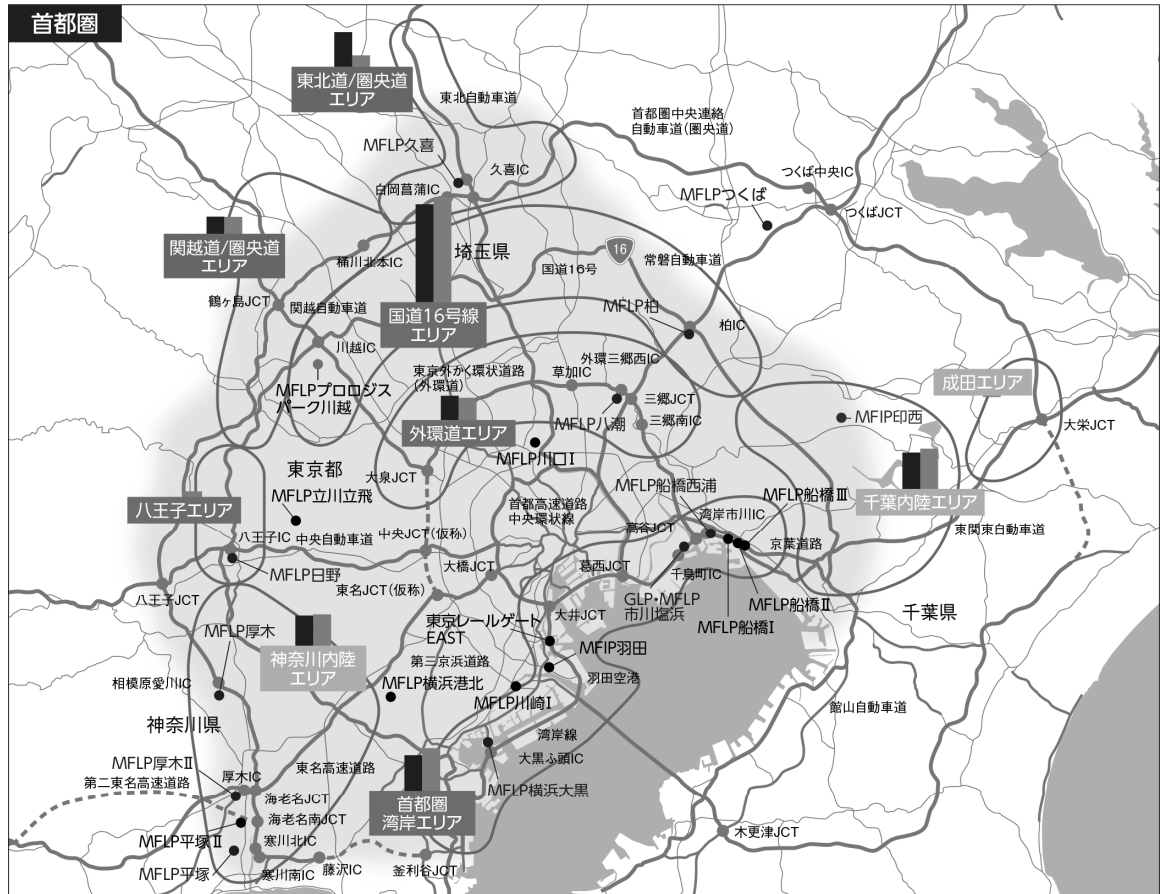 首都圏
東北道/圏央道
エリア
東北自動車道
首都圏中央連絡
自動車道(圏央道)
MFLP久喜
久喜IC
白岡菖蒲IC
つくば中央IC
MFLPつくば
つくばJCT
関越道/圏央道
エリア
桶川北本IC
埼玉県
16
国道16号
常磐自動車道
鶴ヶ島JCT
関越自動車道
国道16号線
エリア
MFLP柏
柏IC
川越IC
MFLPプロロジス
パーク川越
東京外かく環状道路
(外環道)
外環三郷西IC
草加IC
三郷JCT
三郷南IC
MFLP八潮
成田エリア
MFIP印西
大栄JCT
外環道エリア
MFLP川口Ⅰ
東京都
大泉JCT
MFLP立川立飛
八王子エリア
首都高速道路
中央環状線
MFLP船橋西浦
MFLP船橋Ⅲ
千葉内陸エリア
八王子IC
中央自動車道
中央JCT(仮称)
高谷JCT
湾岸市川IC
京葉道路
東関東自動車道
MFLP日野
八王子JCT
東名JCT(仮称)
大橋JCT
葛西JCT
千鳥町IC
GLP・MFLP
市川塩浜
MFLP船橋Ⅱ
MFLP船橋Ⅰ
千葉県
大井JCT
東京レールゲート
EAST
MFIP羽田
羽田空港
MFLP厚木
神奈川内陸
エリア
第三京浜道路
MFLP横浜港北
MFLP川崎Ⅰ
相模原愛川IC
神奈川県
館山自動車道
湾岸線
大黒ふ頭IC
MFLP横浜大黒
MFLP厚木Ⅱ
第二東名高速道路
厚木IC
東名高速道路
海老名JCT
首都圏
湾岸エリア
海老名南JCT
木更津JCT
MFLP平塚Ⅱ
寒川北IC
MFLP平塚
寒川南IC
藤沢IC
釜利谷JCT